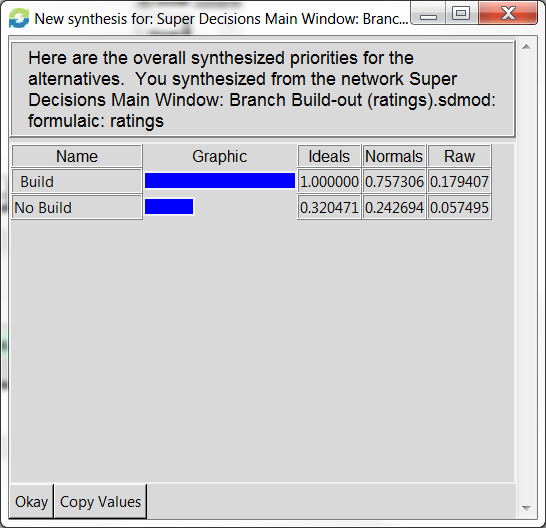 New synthesis for: Super Decisions Main Window: Branc...
Here are the overall synthesized priorities for the
alternatives.  You synthesized from the network Super
Decisions Main Window: Branch Build-out (ratings).sdmod:
formulaic: ratings
Name Graphic Ideals Normals Raw
Build 1.000000 0.757306 0.179407
No Build 0.320471 0.242694 0.057495
Okay Copy Values